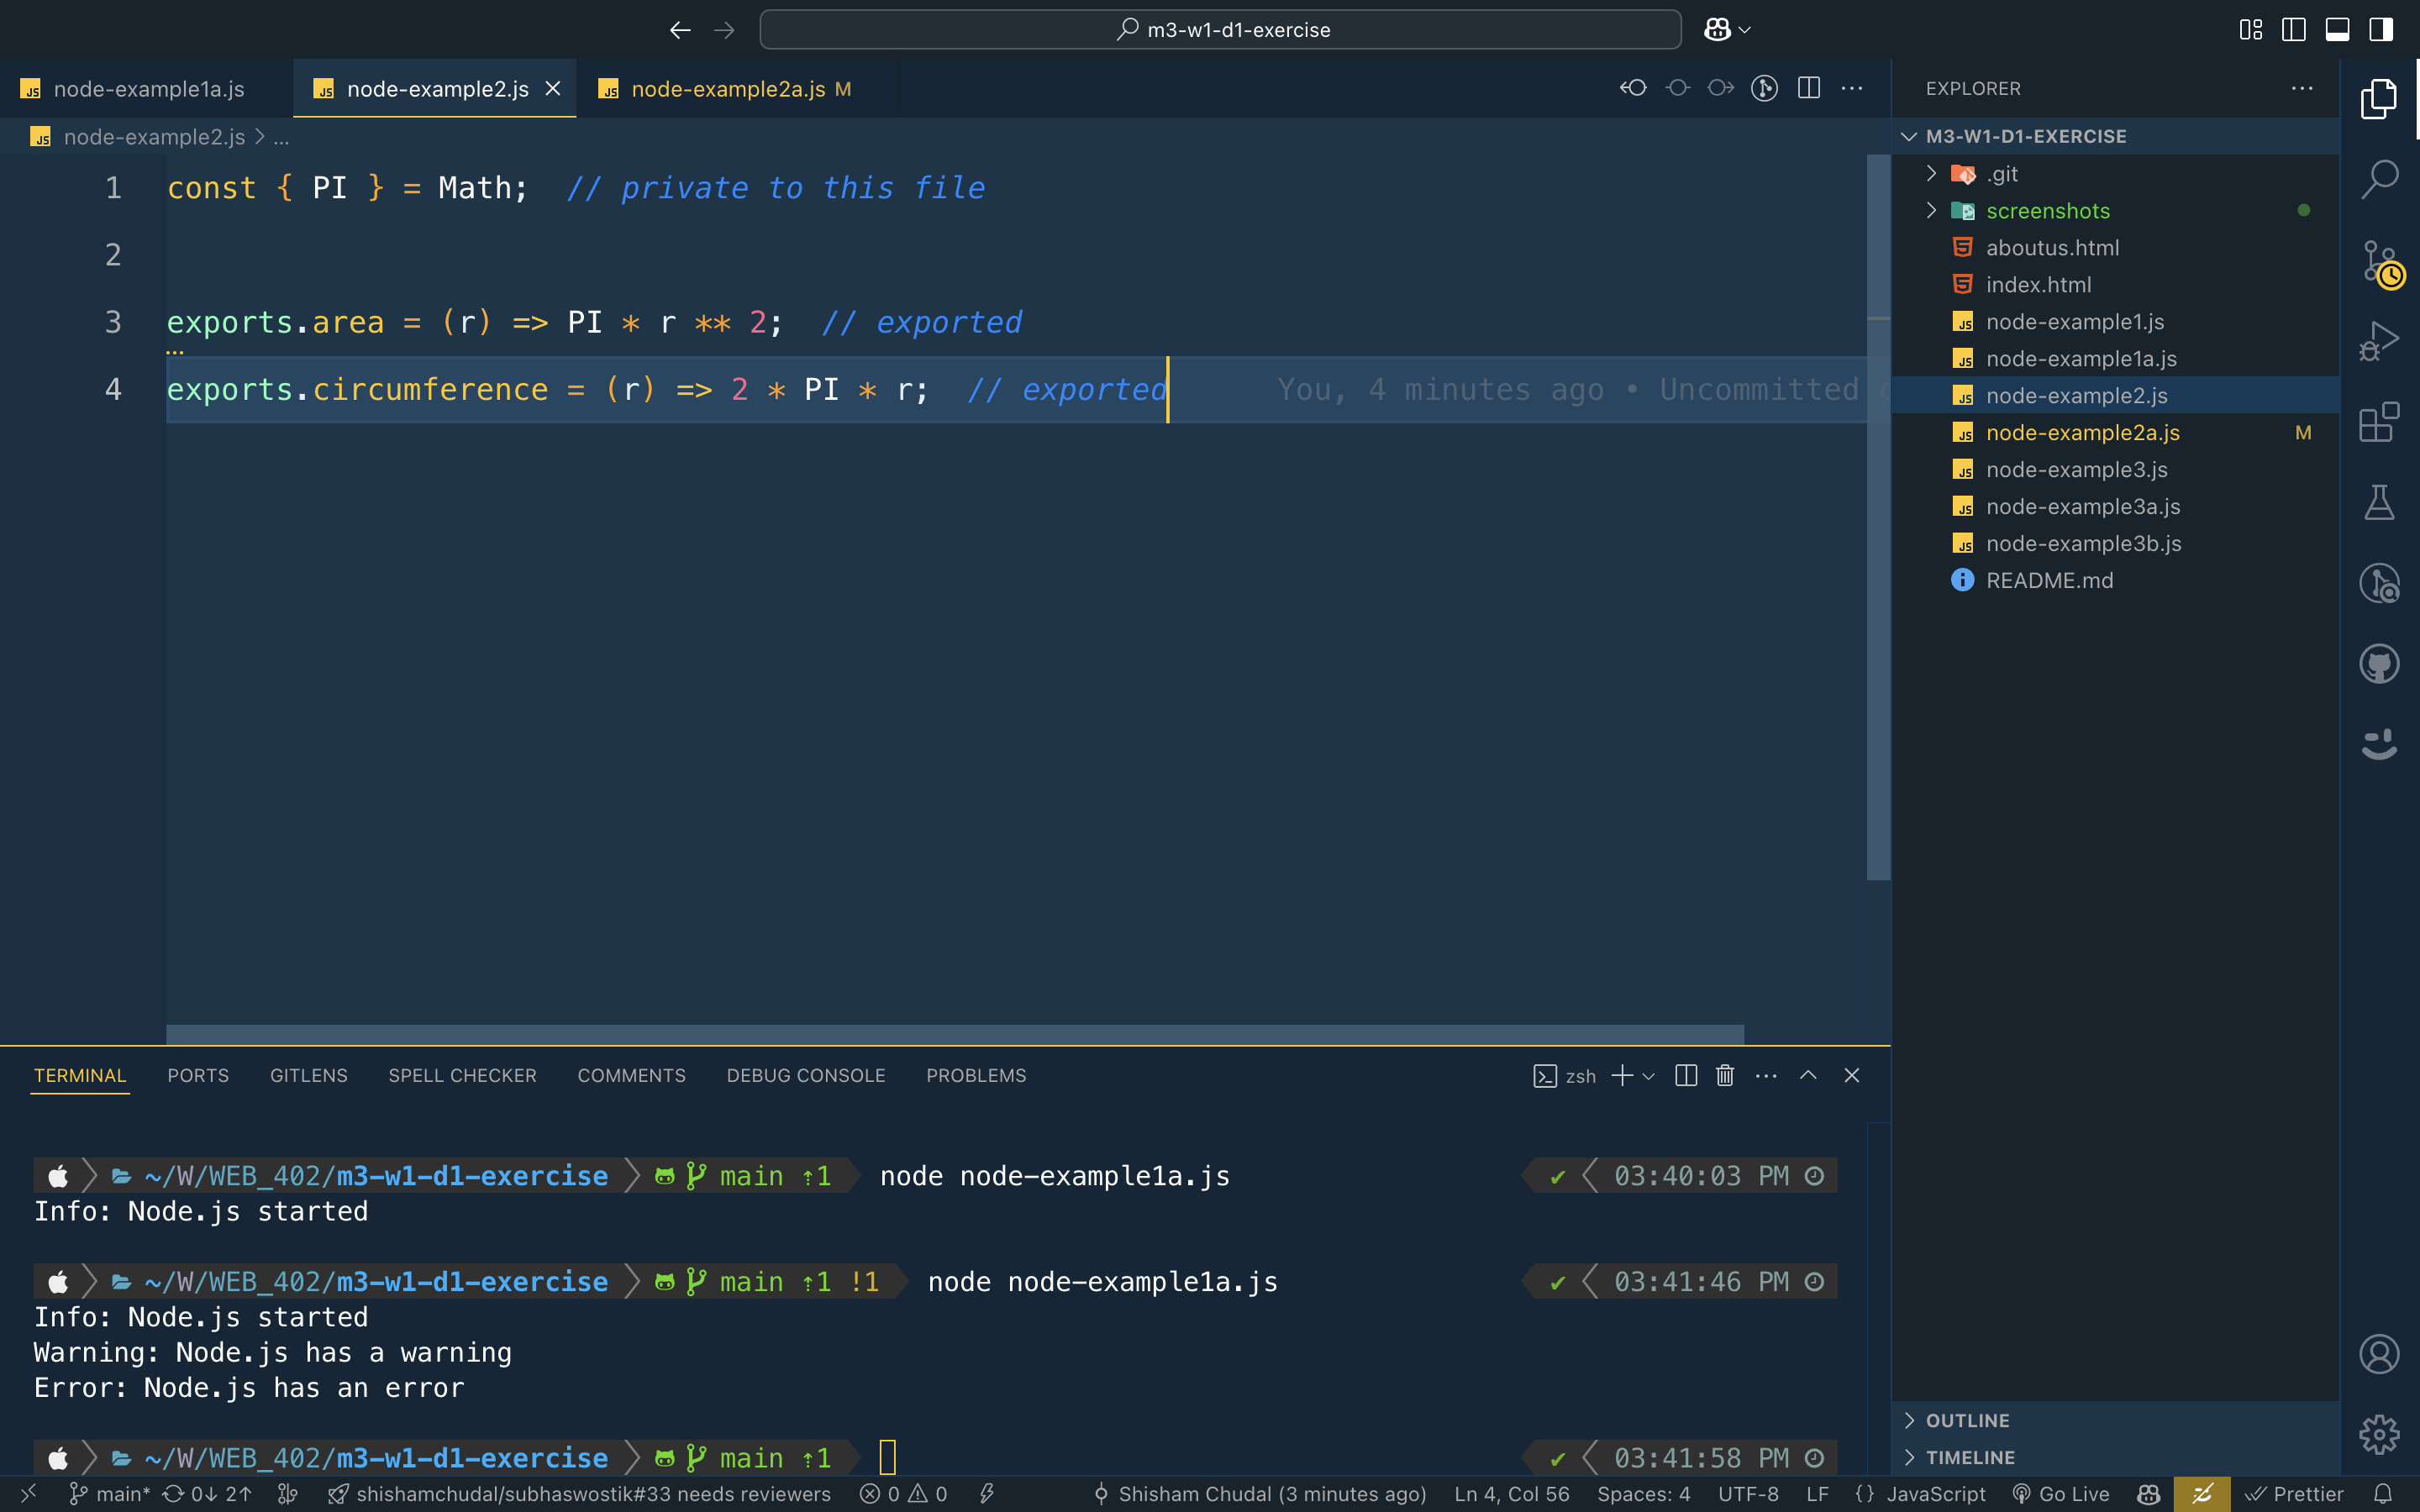 m3-w1-d1-exercise
node-example1a.js
node-example2.js
node-example2a.js M
node-example2.js > ...
1 const { PI } = Math;  // private to this file
2
3 exports.area = (r) => PI * r ** 2;  // exported
4 exports.circumference = (r) => 2 * PI * r;  // exported
You, 4 minutes ago • Uncommitted
EXPLORER
M3-W1-D1-EXERCISE
.git
screenshots
aboutus.html
index.html
node-example1.js
node-example1a.js
node-example2.js
node-example2a.js M
node-example3.js
node-example3a.js
node-example3b.js
README.md
OUTLINE
TIMELINE
TERMINAL PORTS GITLENS SPELL CHECKER COMMENTS DEBUG CONSOLE PROBLEMS
zsh
~/W/WEB_402/m3-w1-d1-exercise main ⇡1 node node-example1a.js ✔ 03:40:03 PM
Info: Node.js started
~/W/WEB_402/m3-w1-d1-exercise main ⇡1 !1 node node-example1a.js ✔ 03:41:46 PM
Info: Node.js started
Warning: Node.js has a warning
Error: Node.js has an error
~/W/WEB_402/m3-w1-d1-exercise main ⇡1 ✔ 03:41:58 PM
main* 0↓ 2↑ shishamchudal/subhaswostik#33 needs reviewers 0 0 Shisham Chudal (3 minutes ago) Ln 4, Col 56 Spaces: 4 UTF-8 LF {} JavaScript Go Live Prettier